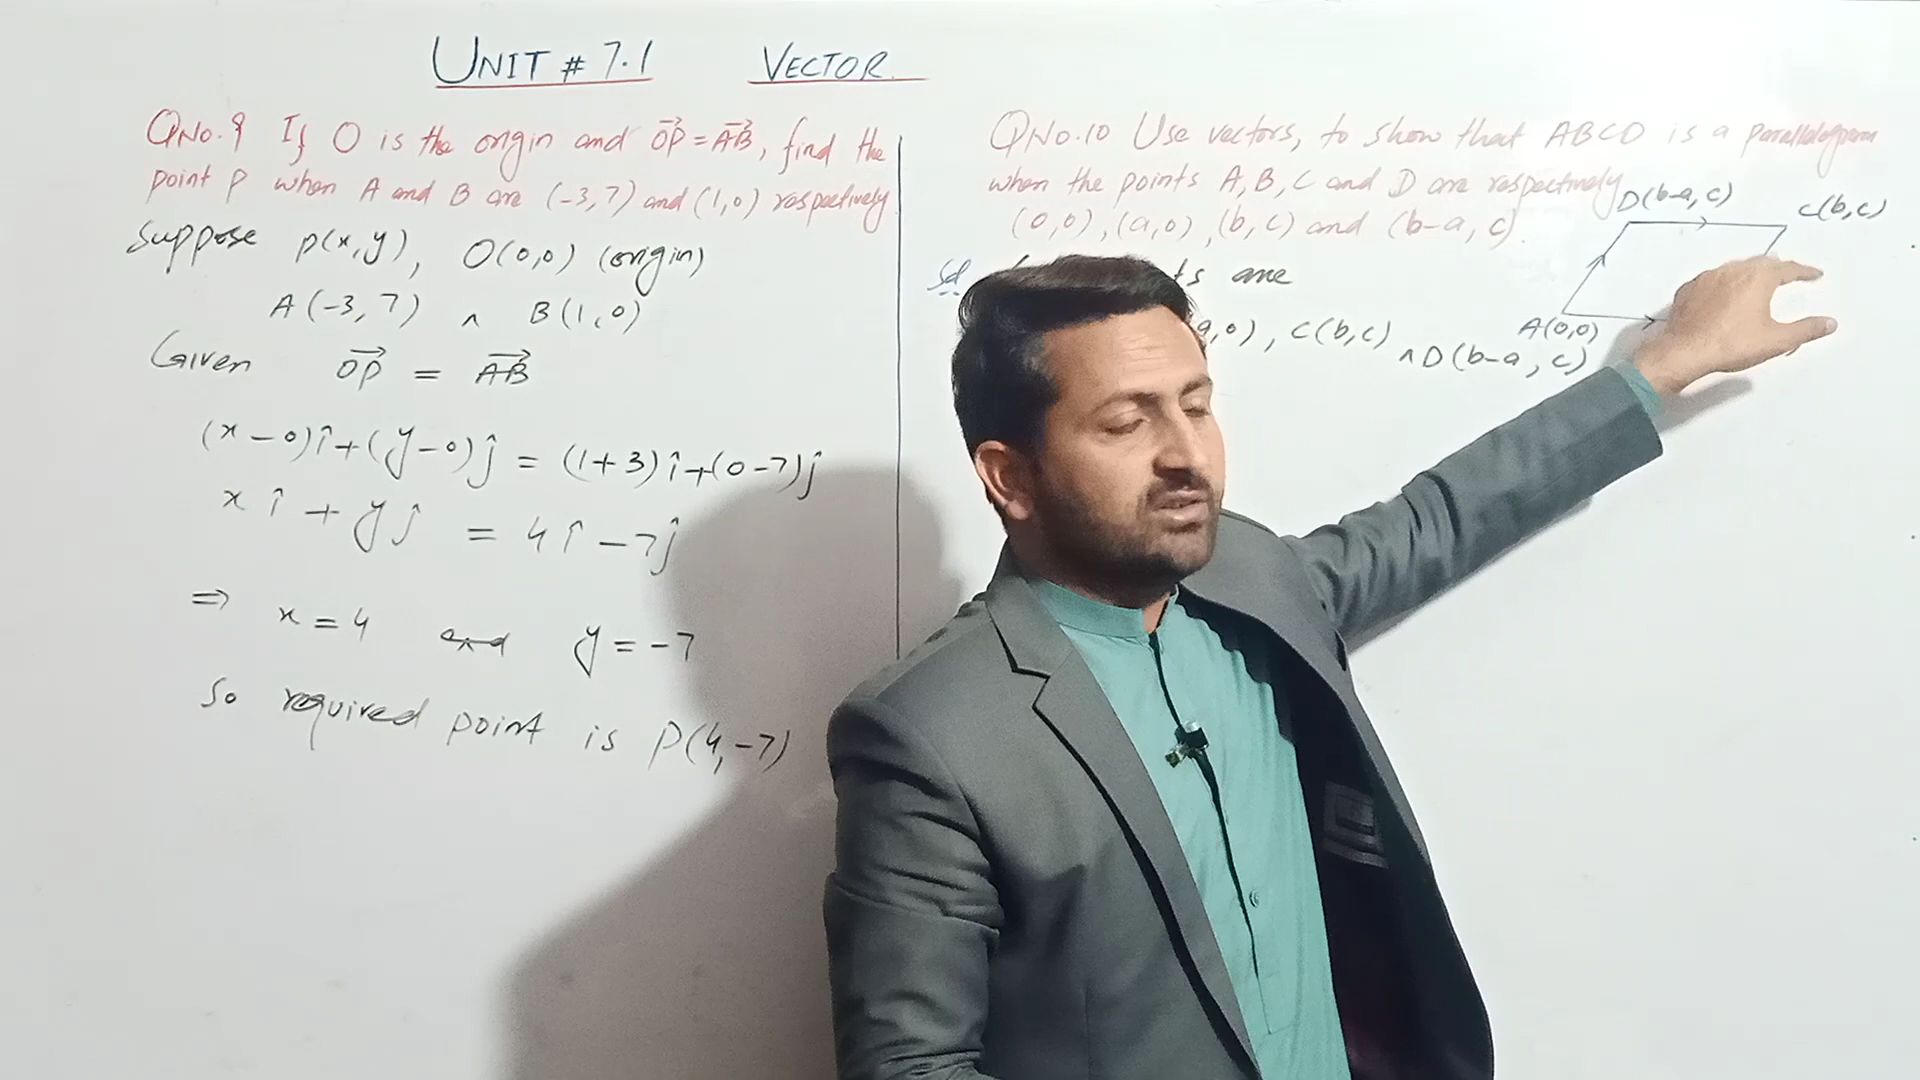 UNIT # 7.1 VECTOR
QNo.9 If O is the origin and →OP = →AB, find the
point P when A and B are (-3,7) and (1,0) respectively
Suppose P(x,y), O(0,0) (origin)
A(-3,7) ∧ B(1,0)
Given →OP = →AB
(x-0)î+(y-0)ĵ = (1+3)î+(0-7)ĵ
xî + yĵ = 4î - 7ĵ
⇒ x = 4 and y = -7
So required point is P(4,-7)
QNo.10 Use vectors, to show that ABCD is a parallelogram
when the points A, B, C and D are respectively
(0,0), (a,0), (b,c) and (b-a, c).
D(b-a, c) C(b,c)
A(0,0)
Sol are
,0), C(b,c) ∧ D(b-a, c)